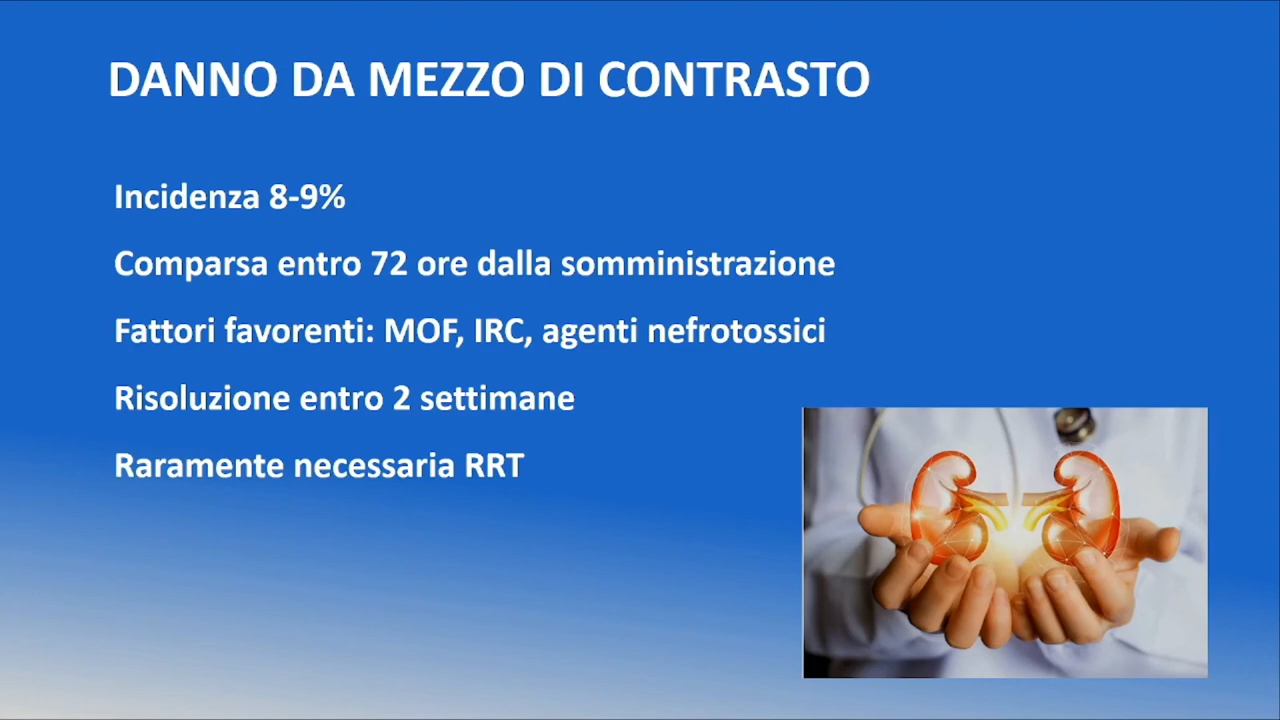 DANNO DA MEZZO DI CONTRASTO
Incidenza 8-9%
Comparsa entro 72 ore dalla somministrazione
Fattori favorenti: MOF, IRC, agenti nefrotossici
Risoluzione entro 2 settimane
Raramente necessaria RRT